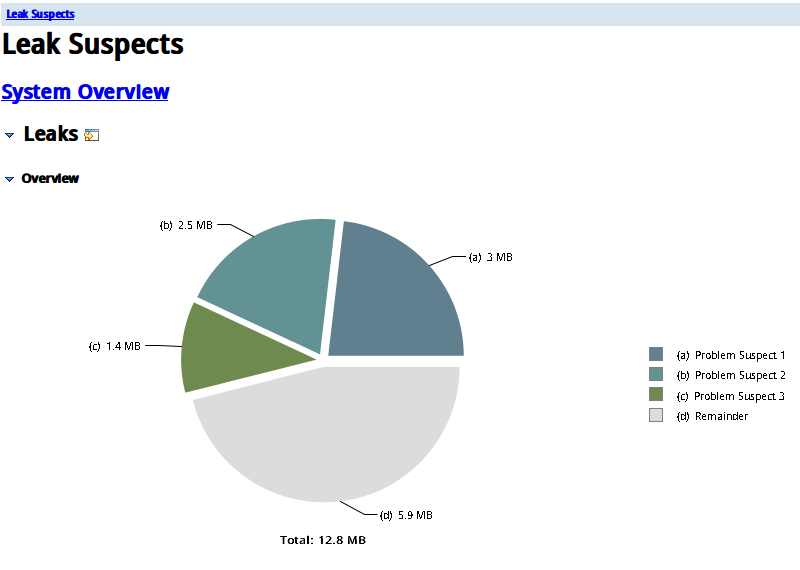 Leak Suspects
Leak Suspects
System Overview
Leaks
Overview
(b) 2.5 MB
(a) 3 MB
(c) 1.4 MB
(a) Problem Suspect 1
(b) Problem Suspect 2
(c) Problem Suspect 3
(d) Remainder
(d) 5.9 MB
Total: 12.8 MB